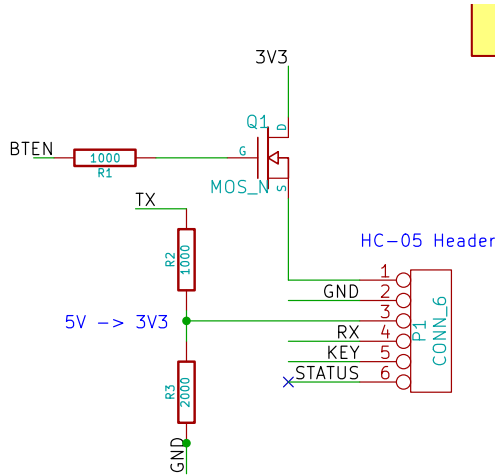 3V3
Q1
D
G
S
MOS_N
BTEN
1000
R1
TX
R2
1000
HC-05 Header
1
GND 2
5V -> 3V3
3
RX 4
KEY 5
STATUS 6
P1
CONN_6
R3
2000
GND